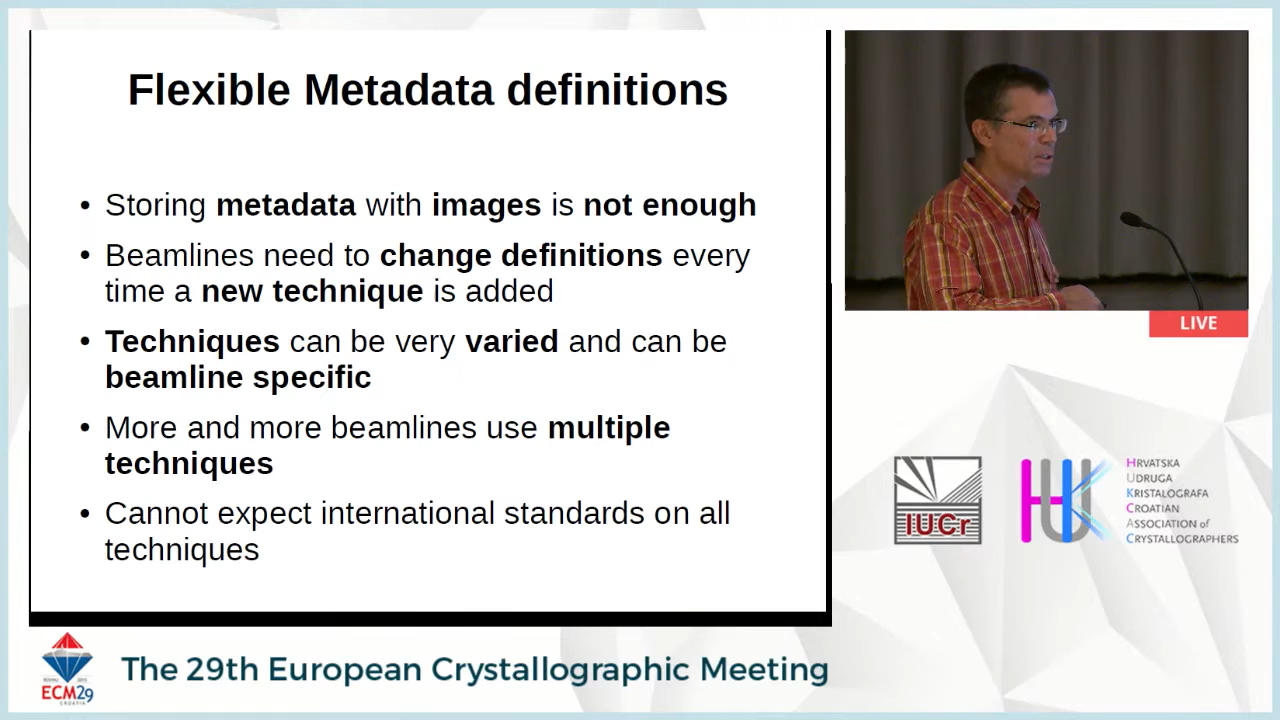 Flexible Metadata definitions
• Storing metadata with images is not enough
• Beamlines need to change definitions every
time a new technique is added
• Techniques can be very varied and can be
beamline specific
• More and more beamlines use multiple
techniques
• Cannot expect international standards on all
techniques
LIVE
IUCr
HUK
HRVATSKA
UDRUGA
KRISTALOGRAFA
CROATIAN
ASSOCIATION of
CRYSTALLOGRAPHERS
ECM29
CROATIA
The 29th European Crystallographic Meeting